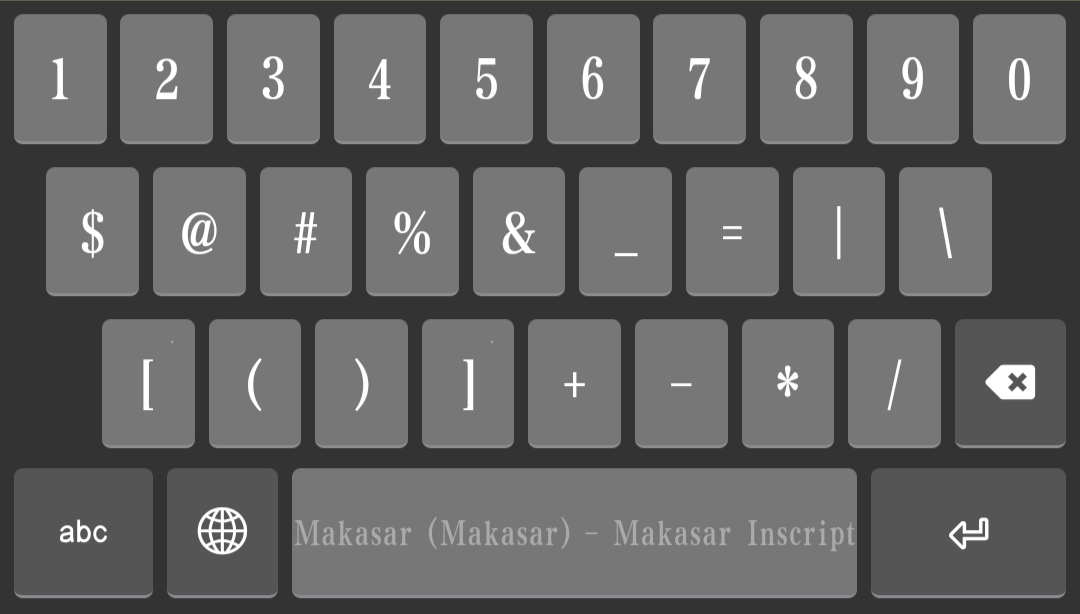 1 2 3 4 5 6 7 8 9 0
$ @ # % & _ = | \
[ ( ) ] + − * /
abc Makasar (Makasar) − Makasar Inscript